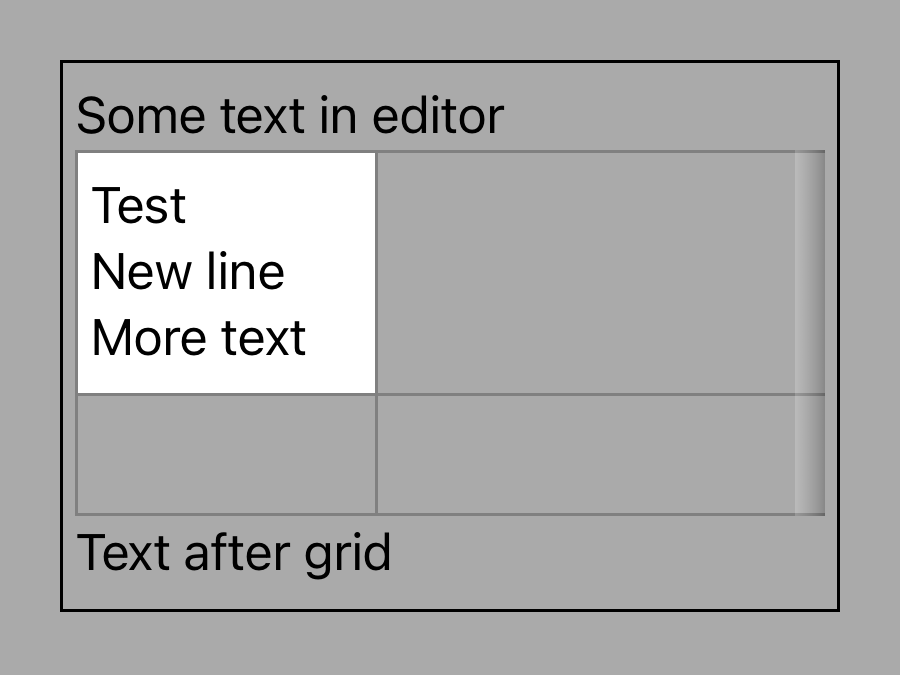 Some text in editor
Test
New line
More text
Text after grid